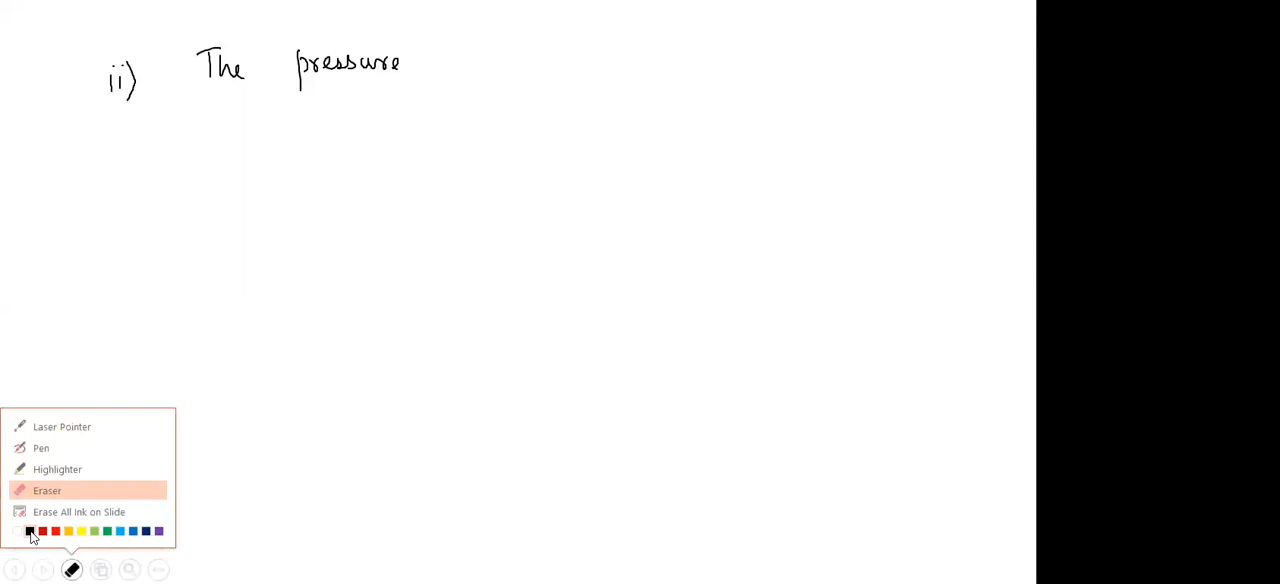 ii) The pressure
Laser Pointer
Pen
Highlighter
Eraser
Erase All Ink on Slide